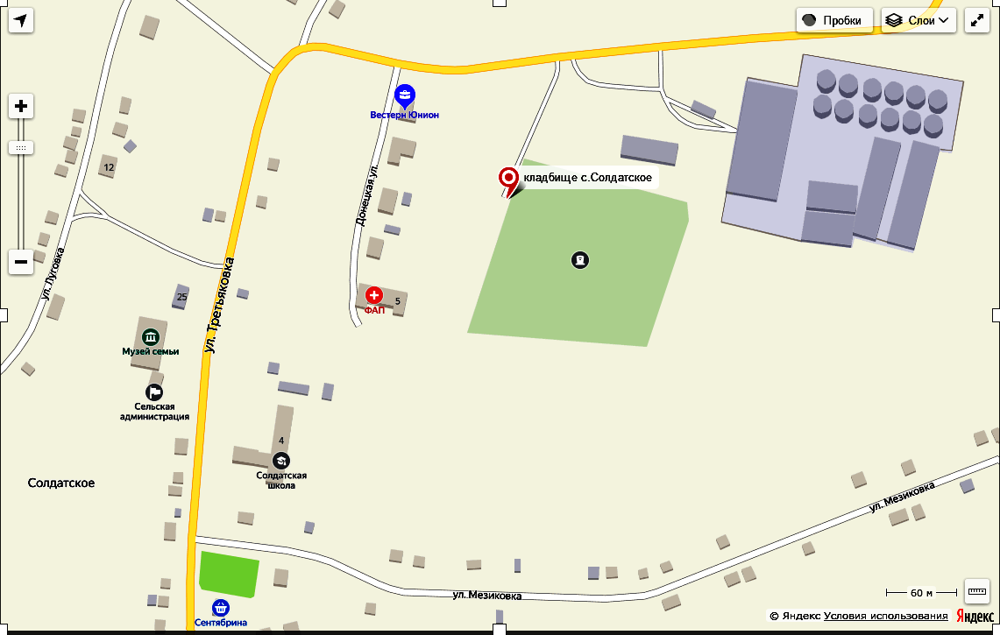 Пробки
Слои
Вестерн Юнион
12
Донецкая ул.
кладбище с.Солдатское
ул. Луговка
ул. Третьяковка
25
5
ФАП
Музей семьи
Сельская
администрация
4
Солдатская
школа
Солдатское
ул. Мезиковка
ул. Мезиковка
60 м
Сентябрина
© Яндекс Условия использования Яндекс